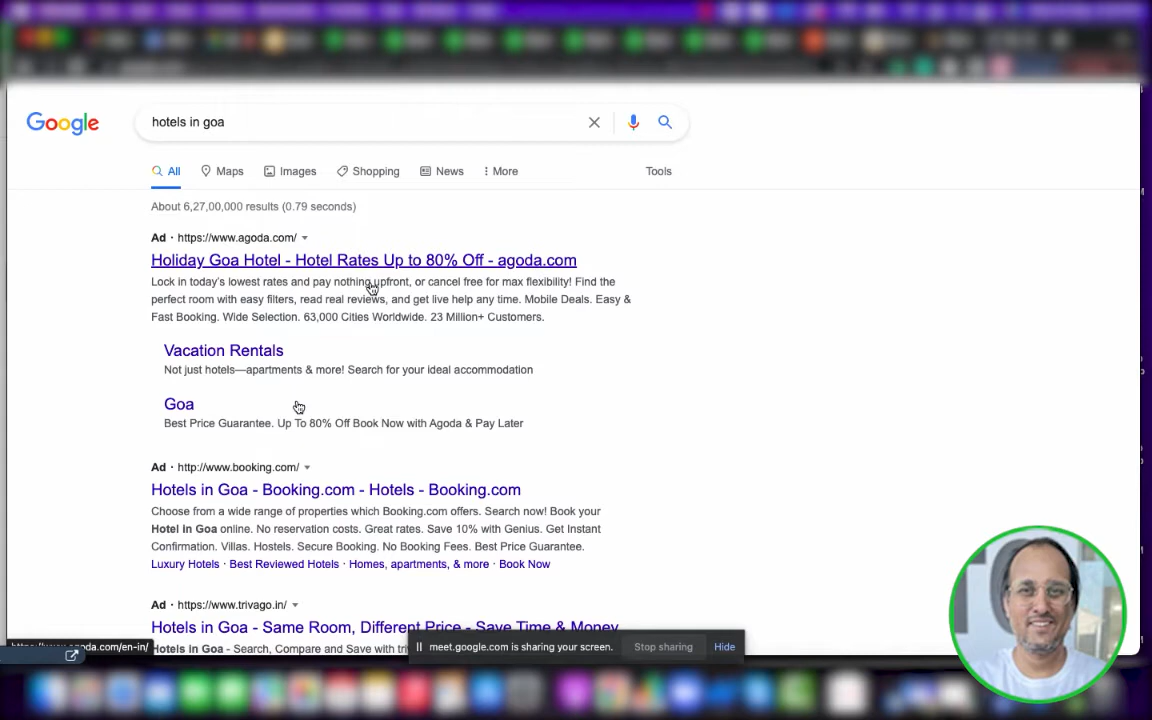 Google
hotels in goa
All Maps Images Shopping News More Tools
About 6,27,00,000 results (0.79 seconds)
Ad · https://www.agoda.com/
Holiday Goa Hotel - Hotel Rates Up to 80% Off - agoda.com
Lock in today's lowest rates and pay nothing upfront, or cancel free for max flexibility! Find the
perfect room with easy filters, read real reviews, and get live help any time. Mobile Deals. Easy &
Fast Booking. Wide Selection. 63,000 Cities Worldwide. 23 Million+ Customers.
Vacation Rentals
Not just hotels—apartments & more! Search for your ideal accommodation
Goa
Best Price Guarantee. Up To 80% Off Book Now with Agoda & Pay Later
Ad · http://www.booking.com/
Hotels in Goa - Booking.com - Hotels - Booking.com
Choose from a wide range of properties which Booking.com offers. Search now! Book your
Hotel in Goa online. No reservation costs. Great rates. Save 10% with Genius. Get Instant
Confirmation. Villas. Hostels. Secure Booking. No Booking Fees. Best Price Guarantee.
Luxury Hotels · Best Reviewed Hotels · Homes, apartments, & more · Book Now
Ad · https://www.trivago.in/
Hotels in Goa - Same Room, Different Price - Save Time & Money
Hotels in Goa - Search, Compare and Save with
https://www.agoda.com/en-in/
meet.google.com is sharing your screen. Stop sharing Hide